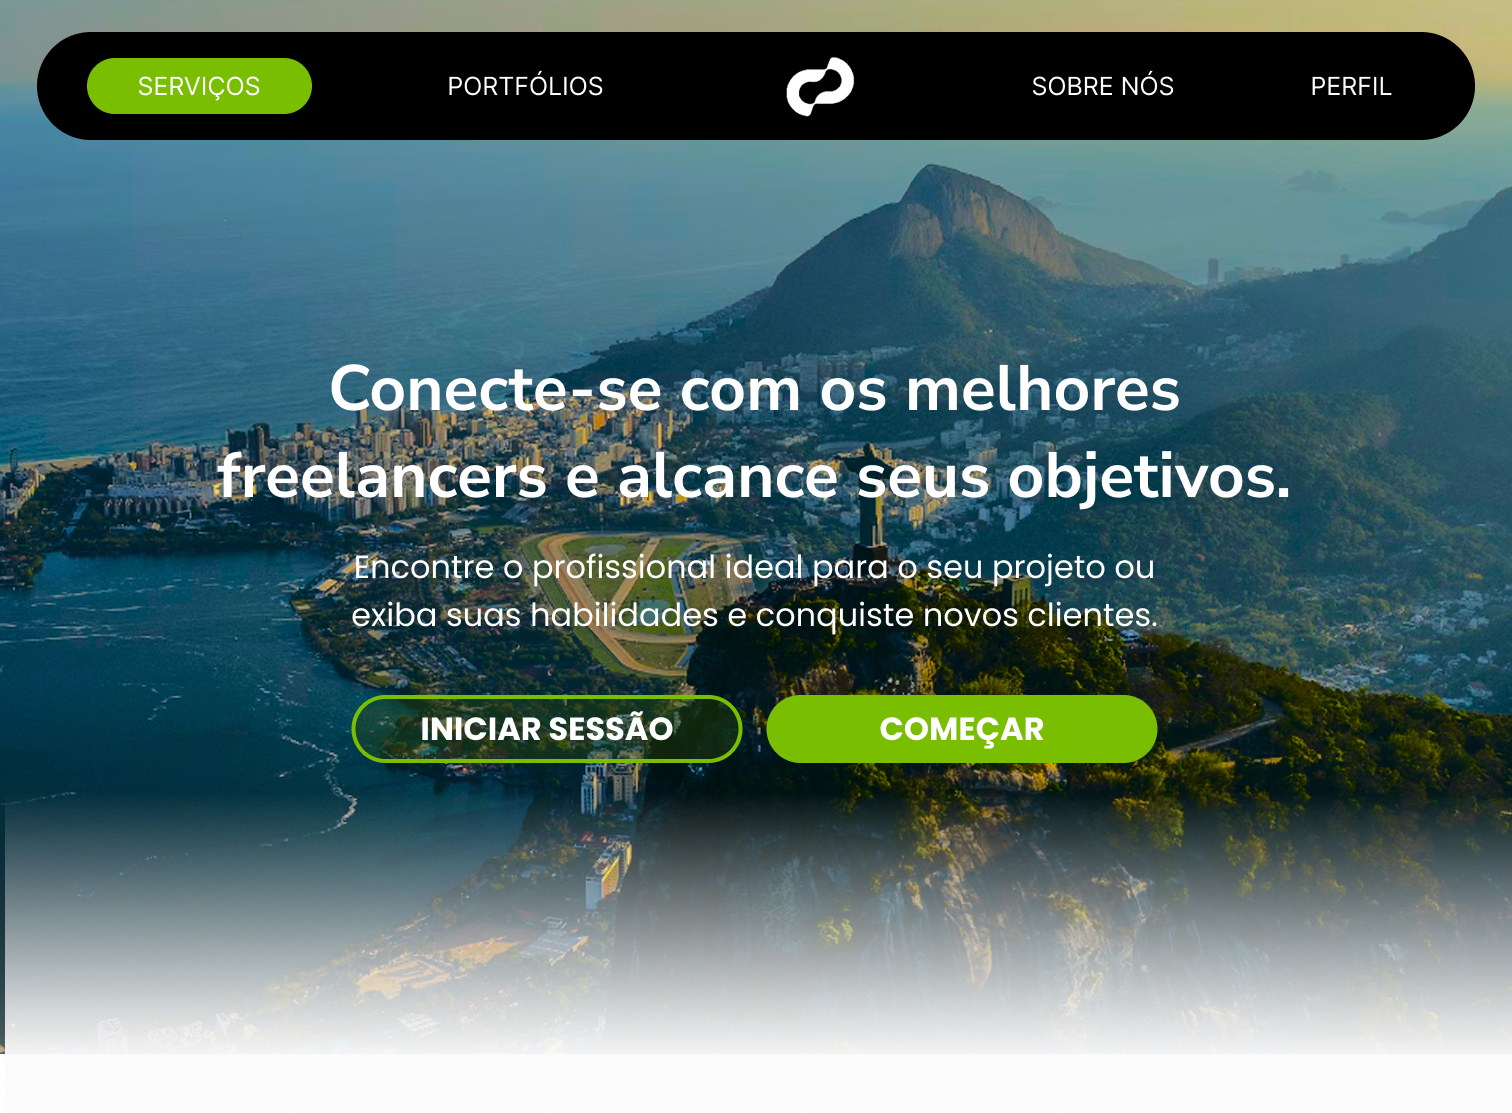 SERVIÇOS
PORTFÓLIOS
SOBRE NÓS
PERFIL
Conecte-se com os melhores
freelancers e alcance seus objetivos.
Encontre o profissional ideal para o seu projeto ou
exiba suas habilidades e conquiste novos clientes.
INICIAR SESSÃO
COMEÇAR